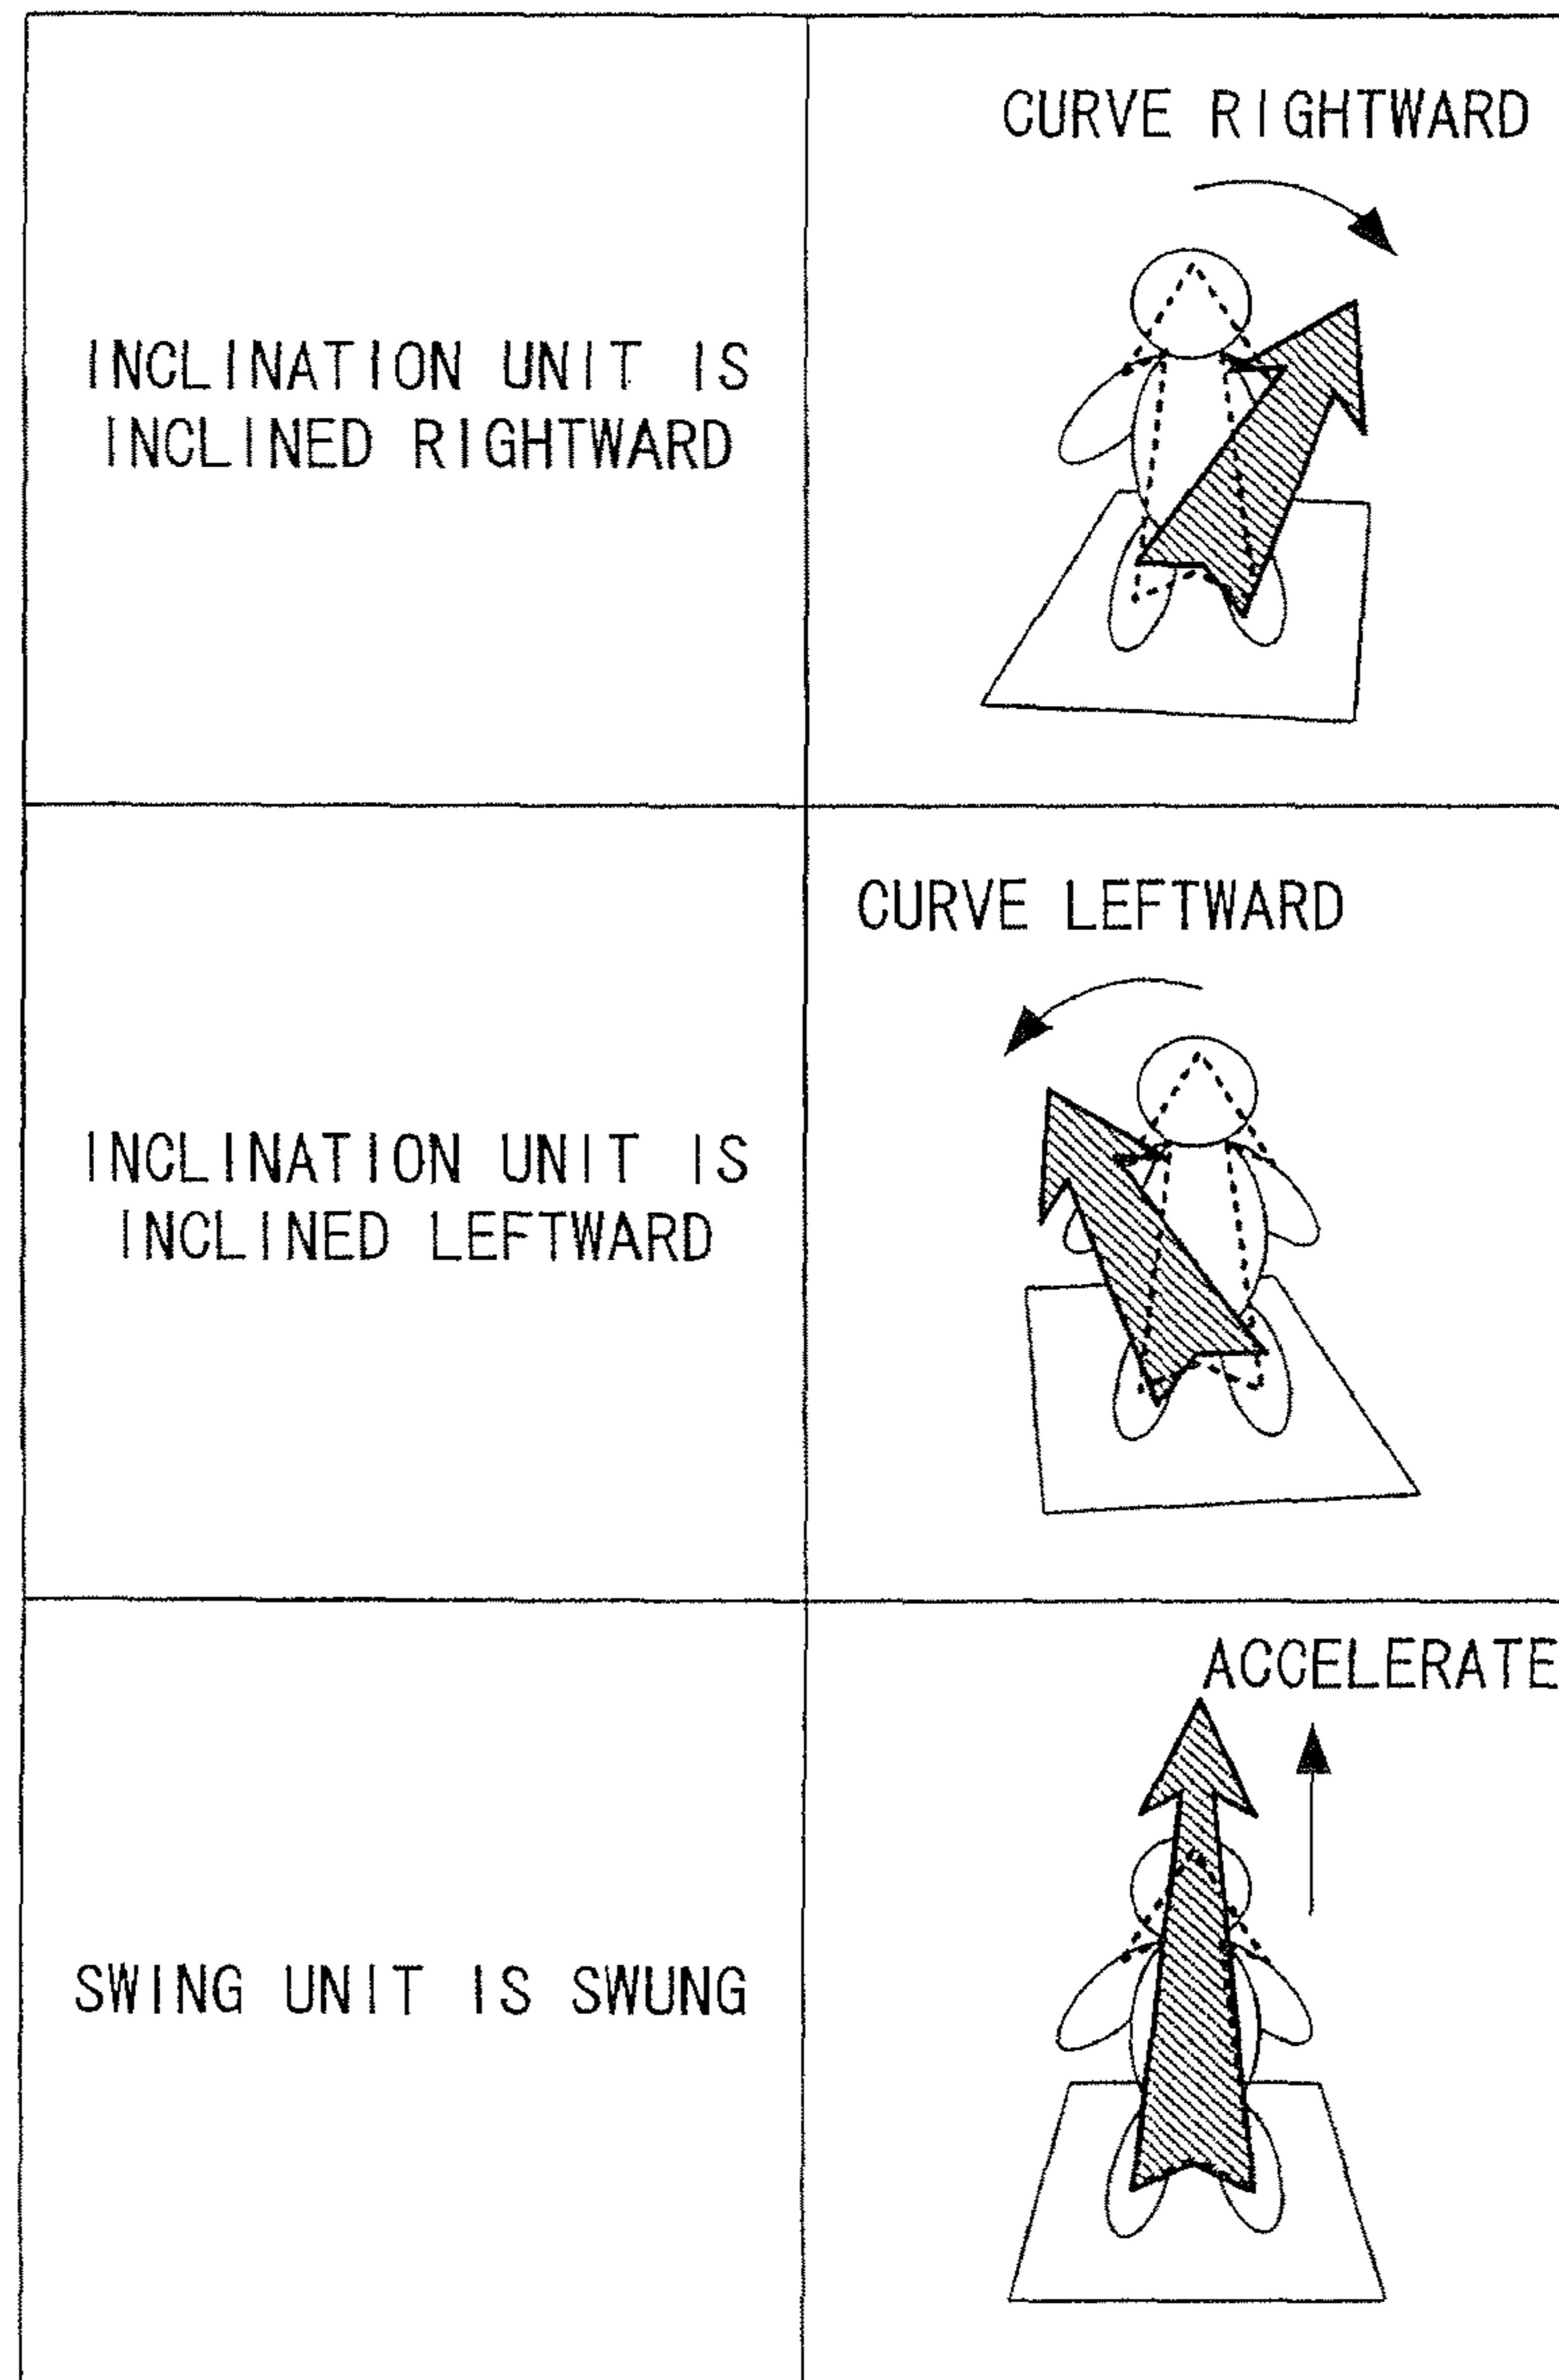 CURVE RIGHTWARD
INCLINATION UNIT IS
INCLINED RIGHTWARD
CURVE LEFTWARD
INCLINATION UNIT IS
INCLINED LEFTWARD
ACCELERATE
SWING UNIT IS SWUNG